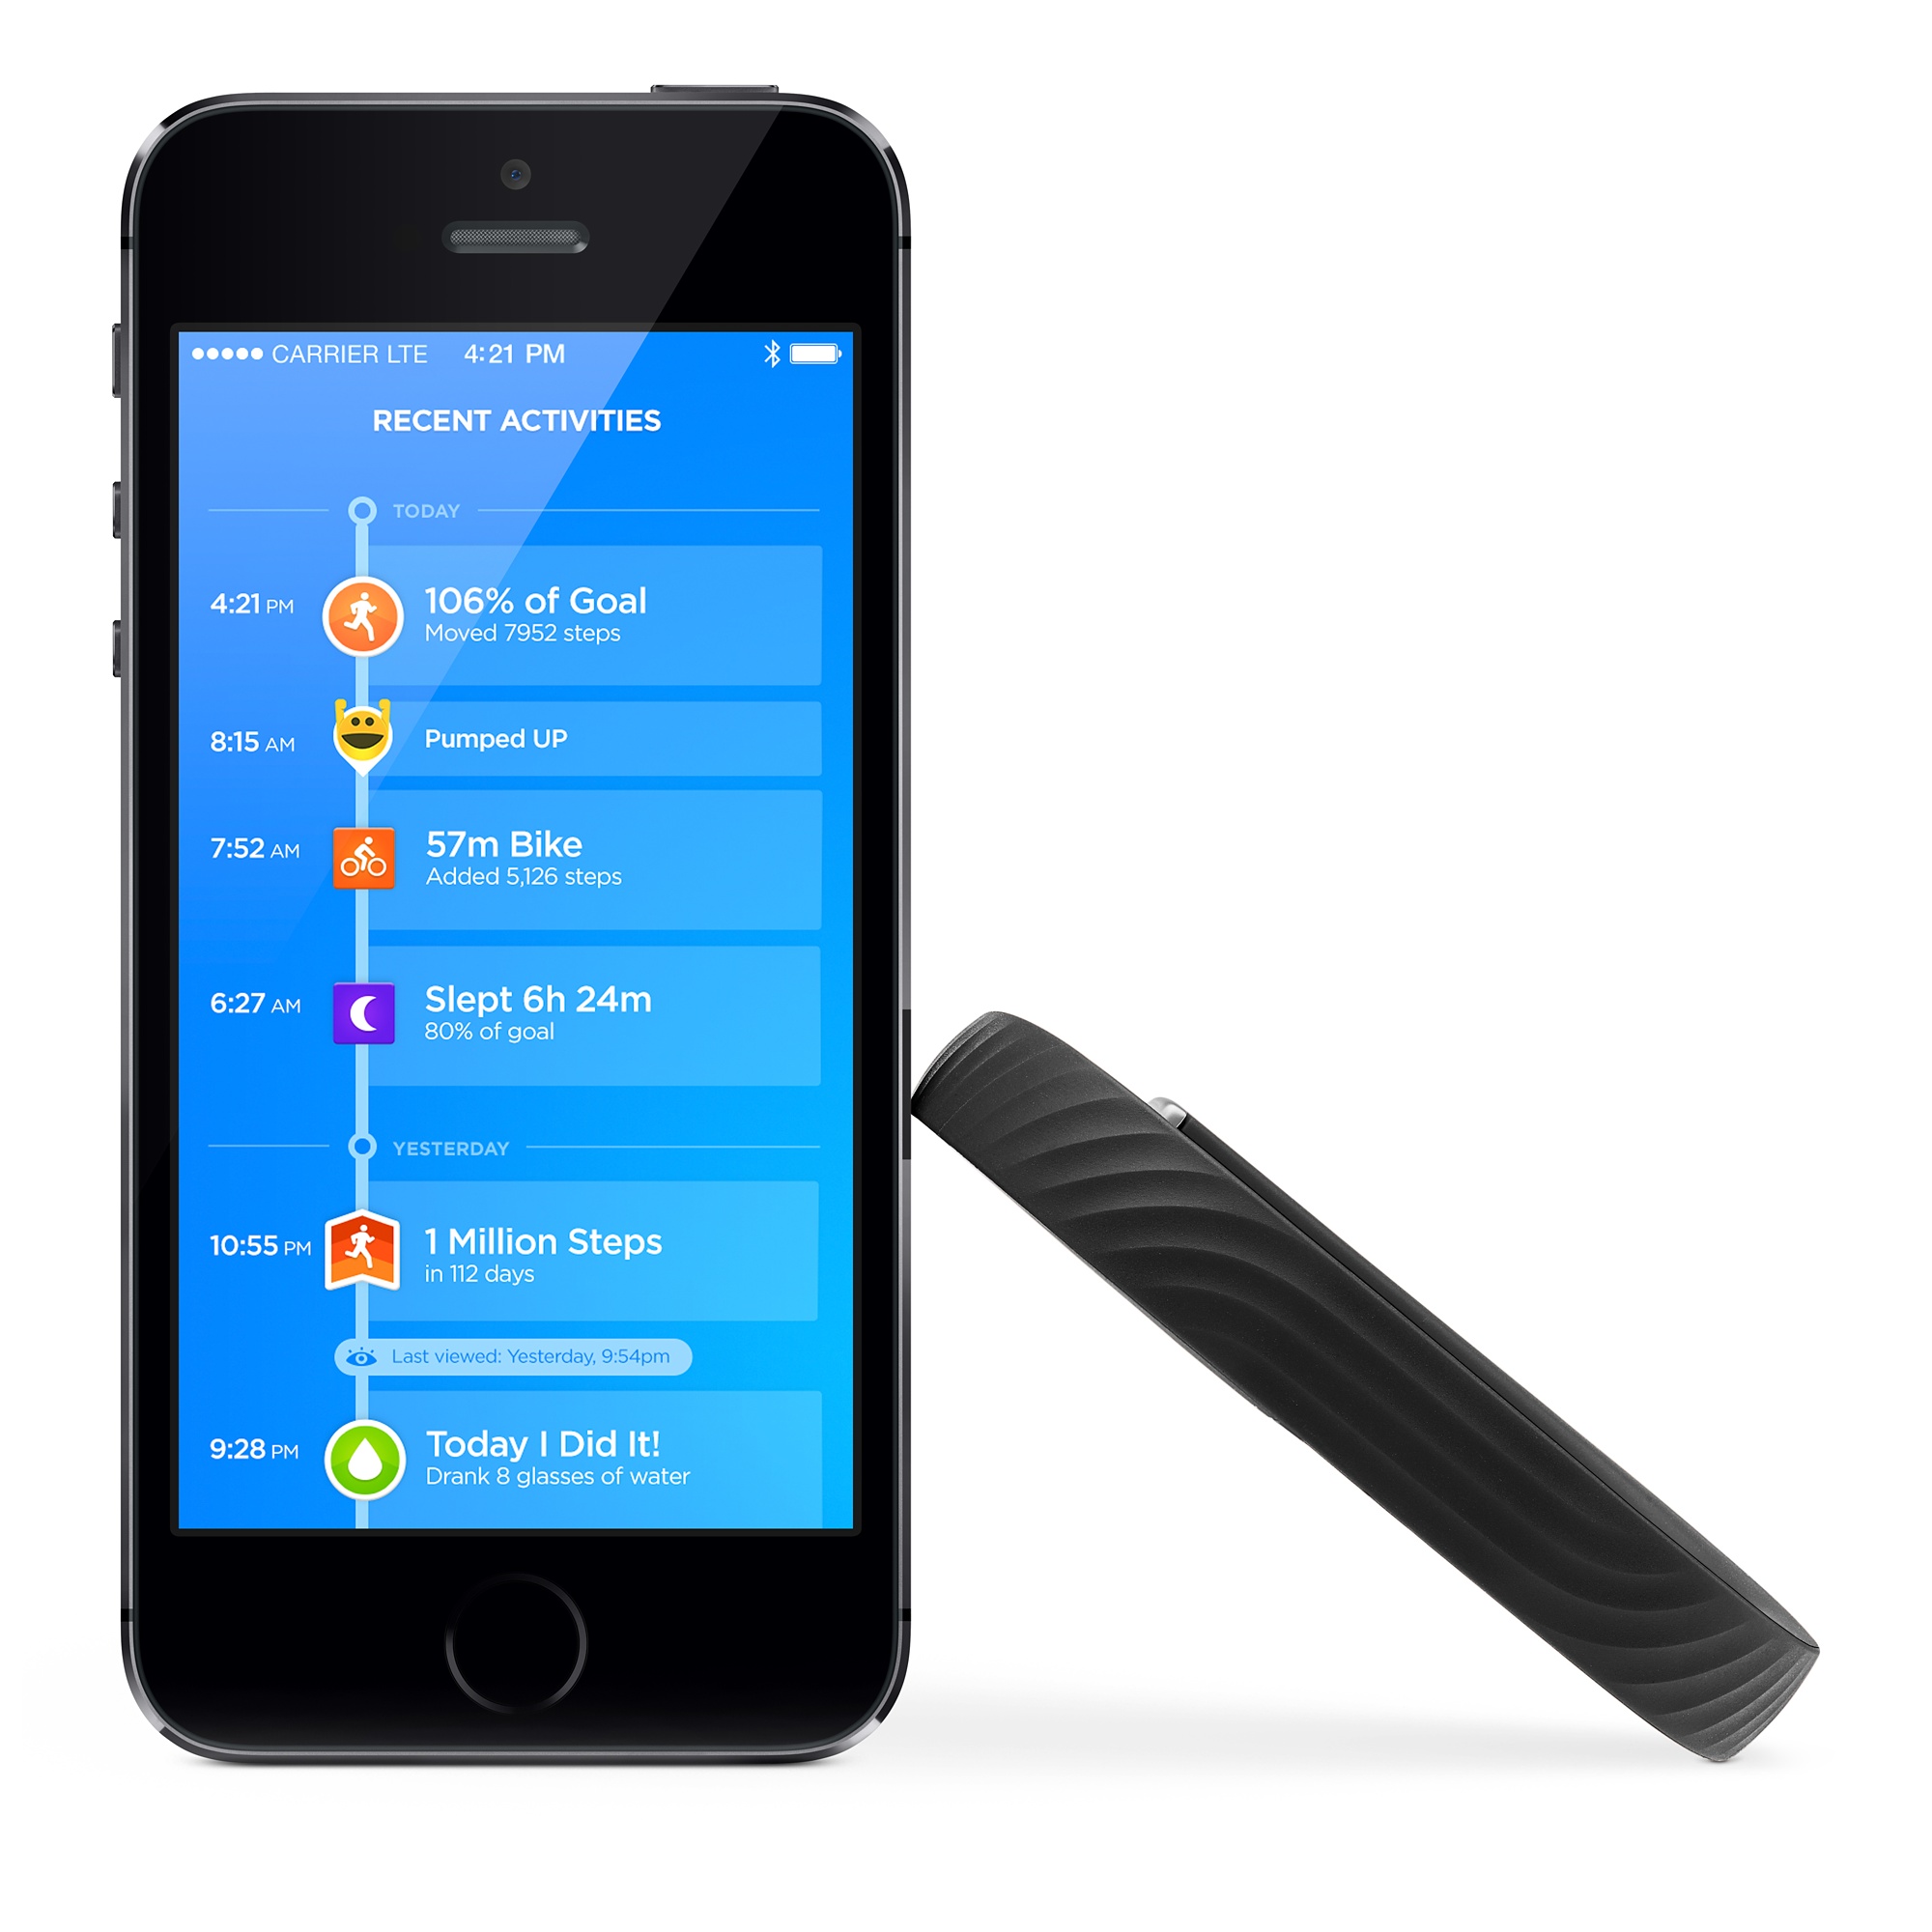 CARRIER LTE 4:21 PM
RECENT ACTIVITIES
TODAY
4:21 PM
106% of Goal
Moved 7952 steps
8:15 AM
Pumped UP
7:52 AM
57m Bike
Added 5,126 steps
6:27 AM
Slept 6h 24m
80% of goal
YESTERDAY
10:55 PM
1 Million Steps
in 112 days
Last viewed: Yesterday, 9:54pm
9:28 PM
Today I Did It!
Drank 8 glasses of water